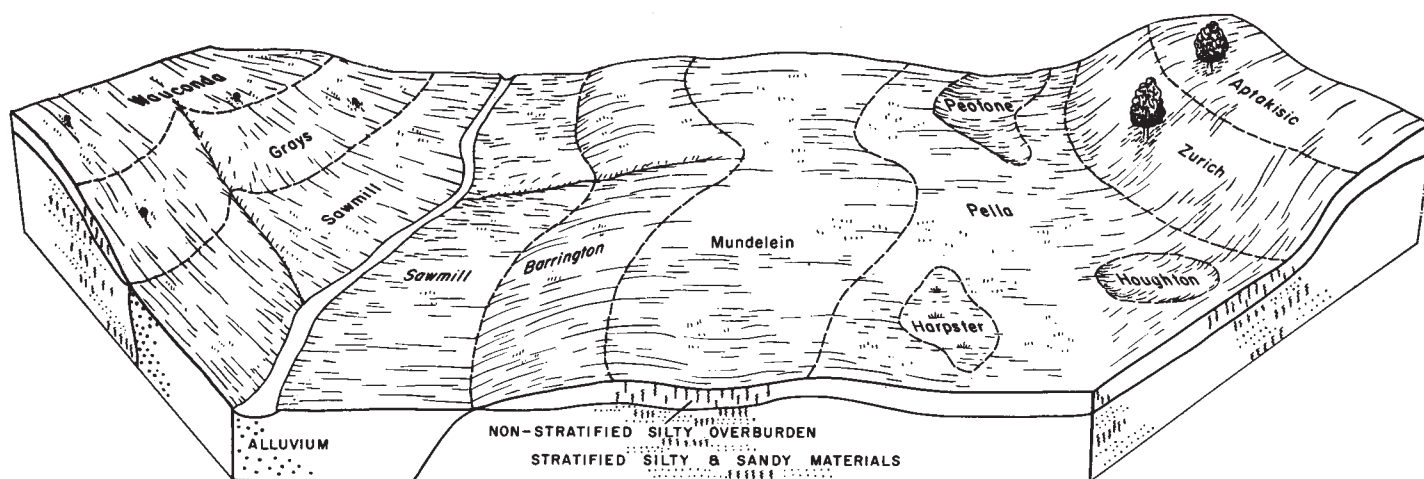 Wauconda
Grays
Sawmill
Sawmill
Barrington
Mundelein
Peotone
Pella
Harpster
Houghton
Zurich
Aptakisic
ALLUVIUM
NON-STRATIFIED SILTY OVERBURDEN
STRATIFIED SILTY & SANDY MATERIALS